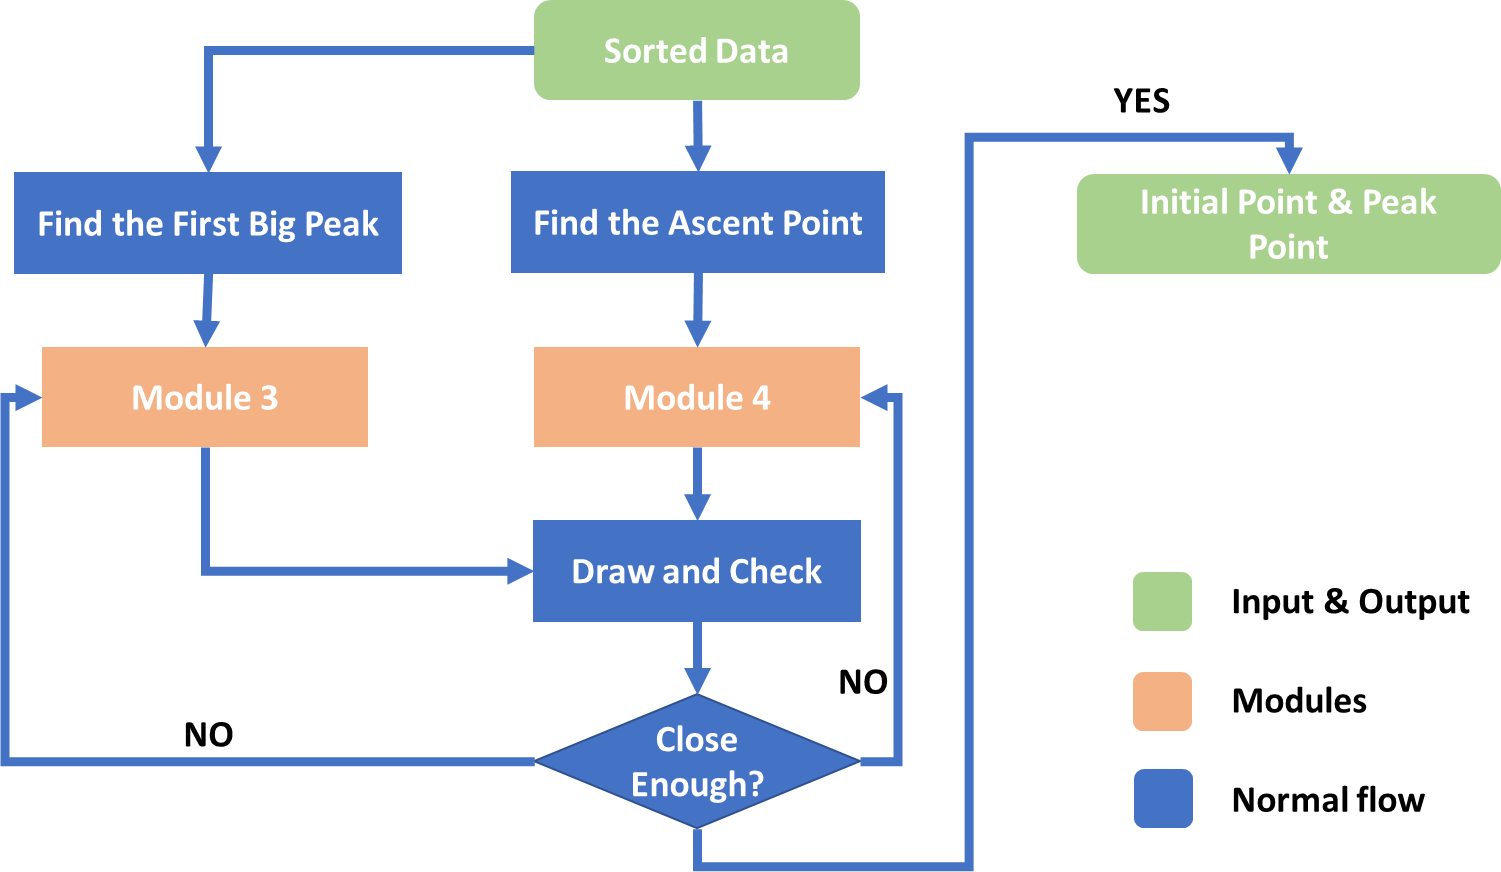 Sorted Data
YES
Find the First Big Peak
Find the Ascent Point
Initial Point & Peak
Point
Module 3
Module 4
Draw and Check
NO
NO
Close
Enough?
Input & Output
Modules
Normal flow